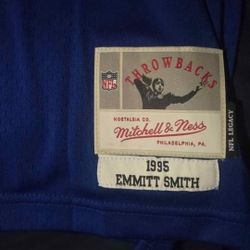 THROWBACKS
NFL
NOSTALGIA CO.
Mitchell & Ness
PHILADELPHIA, PA.
NFL LEGACY
1995
EMMITT SMITH